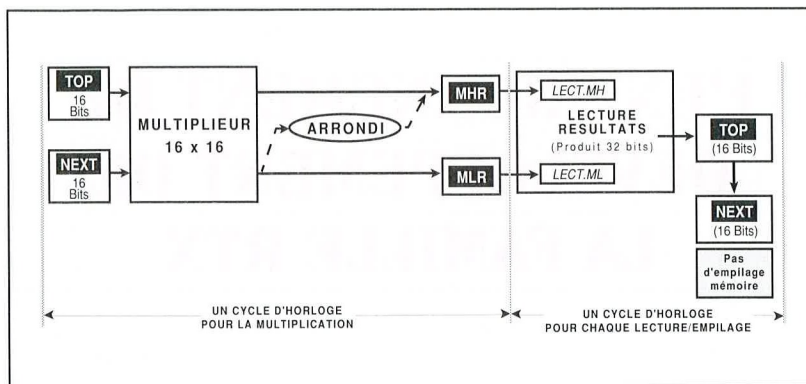 TOP
16
Bits
NEXT
16
Bits
MULTIPLIEUR
16 x 16
ARRONDI
MHR
MLR
LECT.MH
LECTURE
RESULTATS
(Produit 32 bits)
LECT.ML
TOP
(16 Bits)
NEXT
(16 Bits)
Pas
d'empilage
mémoire
UN CYCLE D'HORLOGE
POUR LA MULTIPLICATION
UN CYCLE D'HORLOGE
POUR CHAQUE LECTURE/EMPILAGE